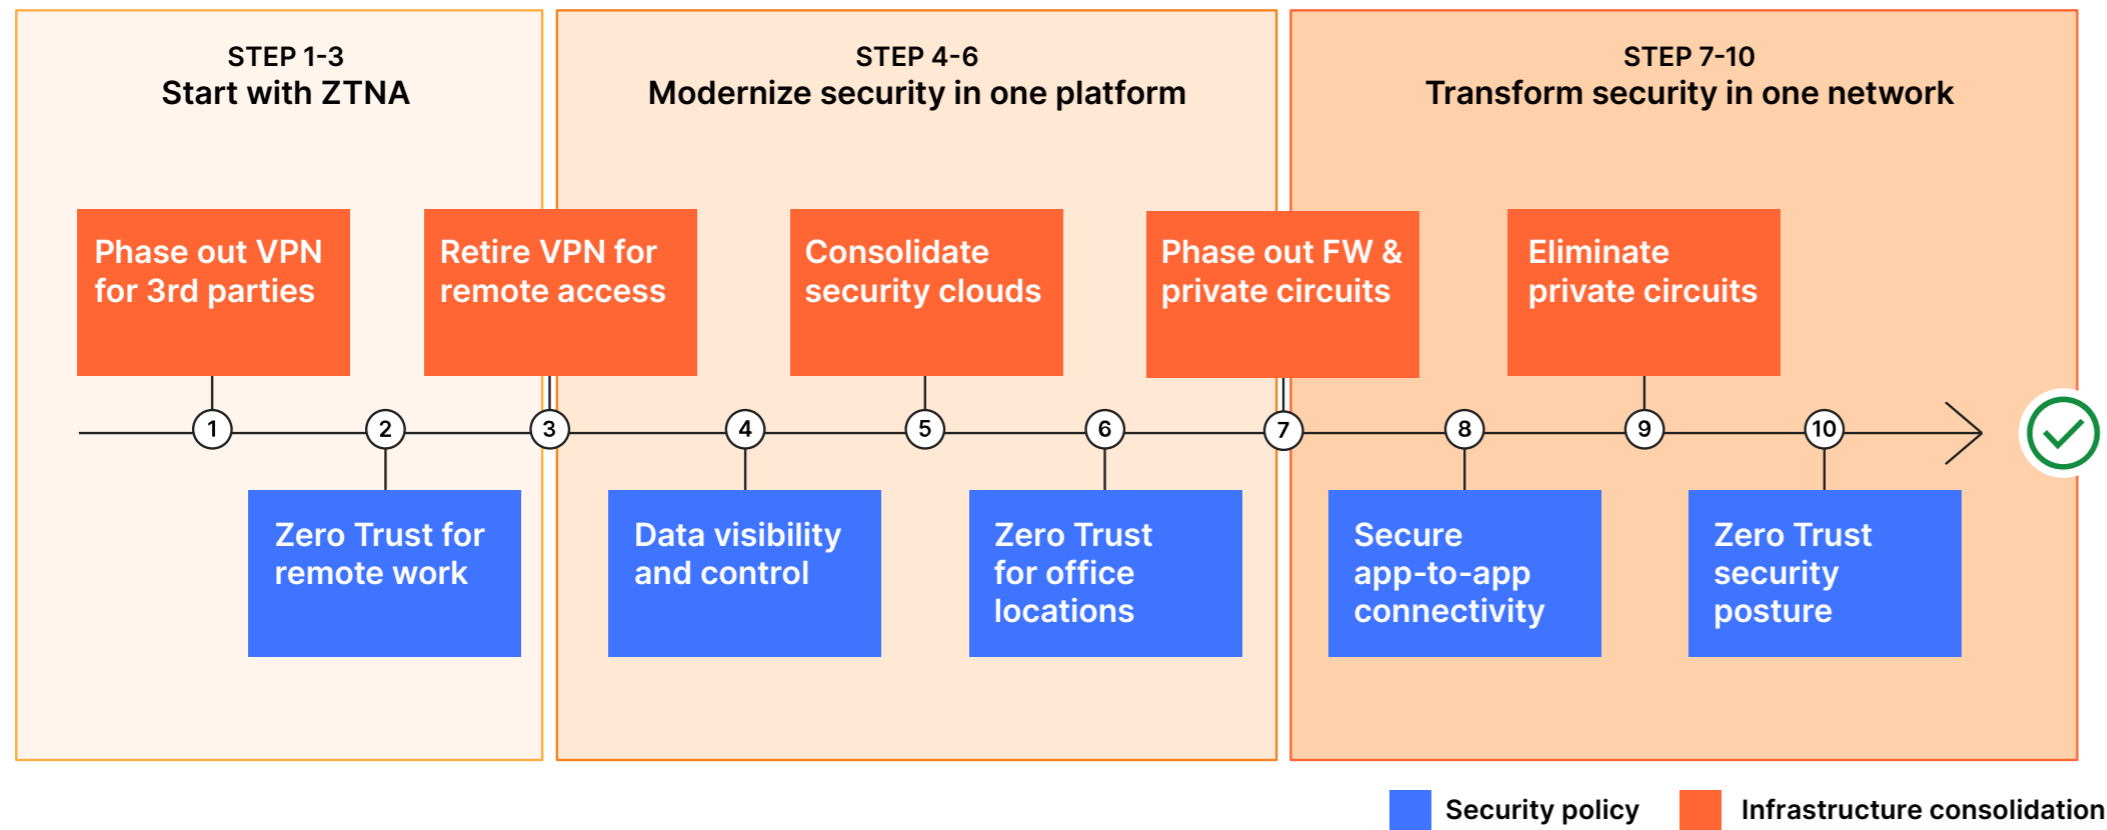 STEP 1-3
Start with ZTNA
STEP 4-6
Modernize security in one platform
STEP 7-10
Transform security in one network
Phase out VPN
for 3rd parties
Retire VPN for
remote access
Consolidate
security clouds
Phase out FW &
private circuits
Eliminate
private circuits
1
2
3
4
5
6
7
8
9
10
Zero Trust for
remote work
Data visibility
and control
Zero Trust
for office
locations
Secure
app-to-app
connectivity
Zero Trust
security
posture
Security policy
Infrastructure consolidation